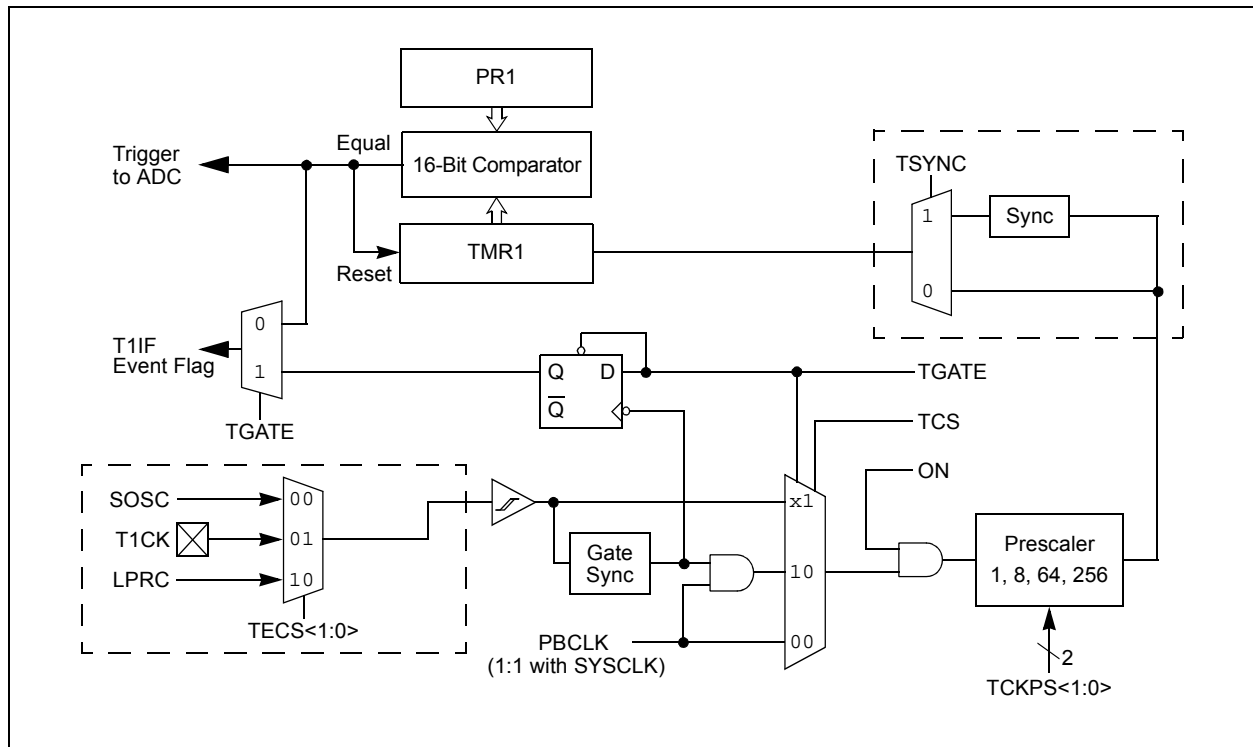 PR1
Equal
16-Bit Comparator
Trigger
to ADC
TSYNC
1
Sync
TMR1
Reset
0
0
T1IF
Event Flag
1
Q
D
Q
TGATE
TGATE
TCS
ON
SOSC
00
T1CK
01
LPRC
10
TECS<1:0>
x1
Gate
Sync
10
00
PBCLK
(1:1 with SYSCLK)
Prescaler
1, 8, 64, 256
2
TCKPS<1:0>